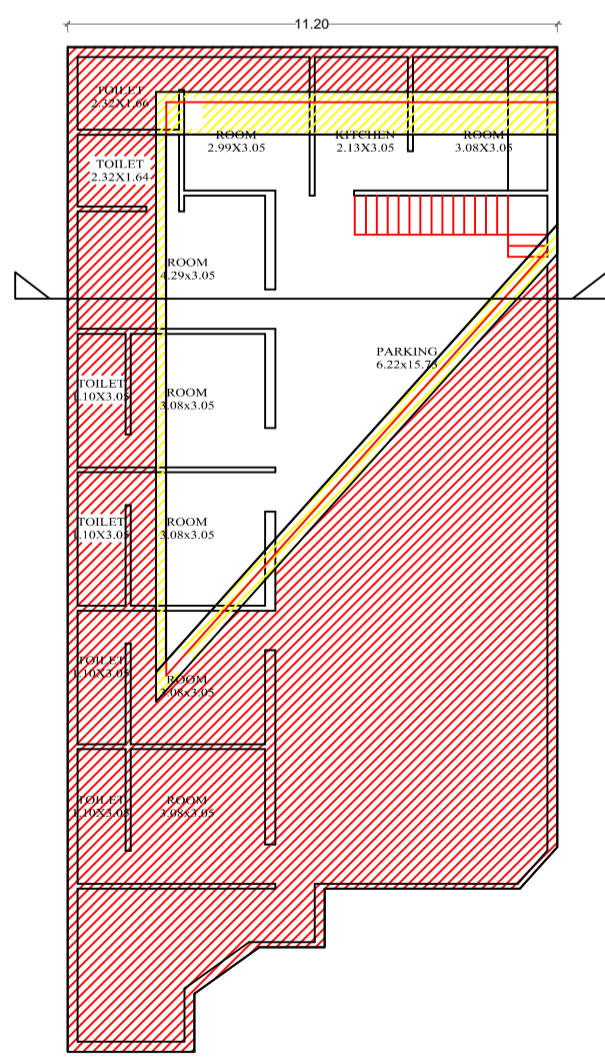 11.20
TOILET
2.32X1.66
ROOM
2.99X3.05
KITCHEN
2.13X3.05
ROOM
3.08X3.05
TOILET
2.32X1.64
ROOM
4.29x3.05
PARKING
6.22x15.75
TOILET
1.10X3.05
ROOM
3.08x3.05
TOILET
1.10X3.05
ROOM
3.08x3.05
TOILET
1.10X3.05
ROOM
3.08x3.05
TOILET
1.10X3.05
ROOM
3.08x3.05